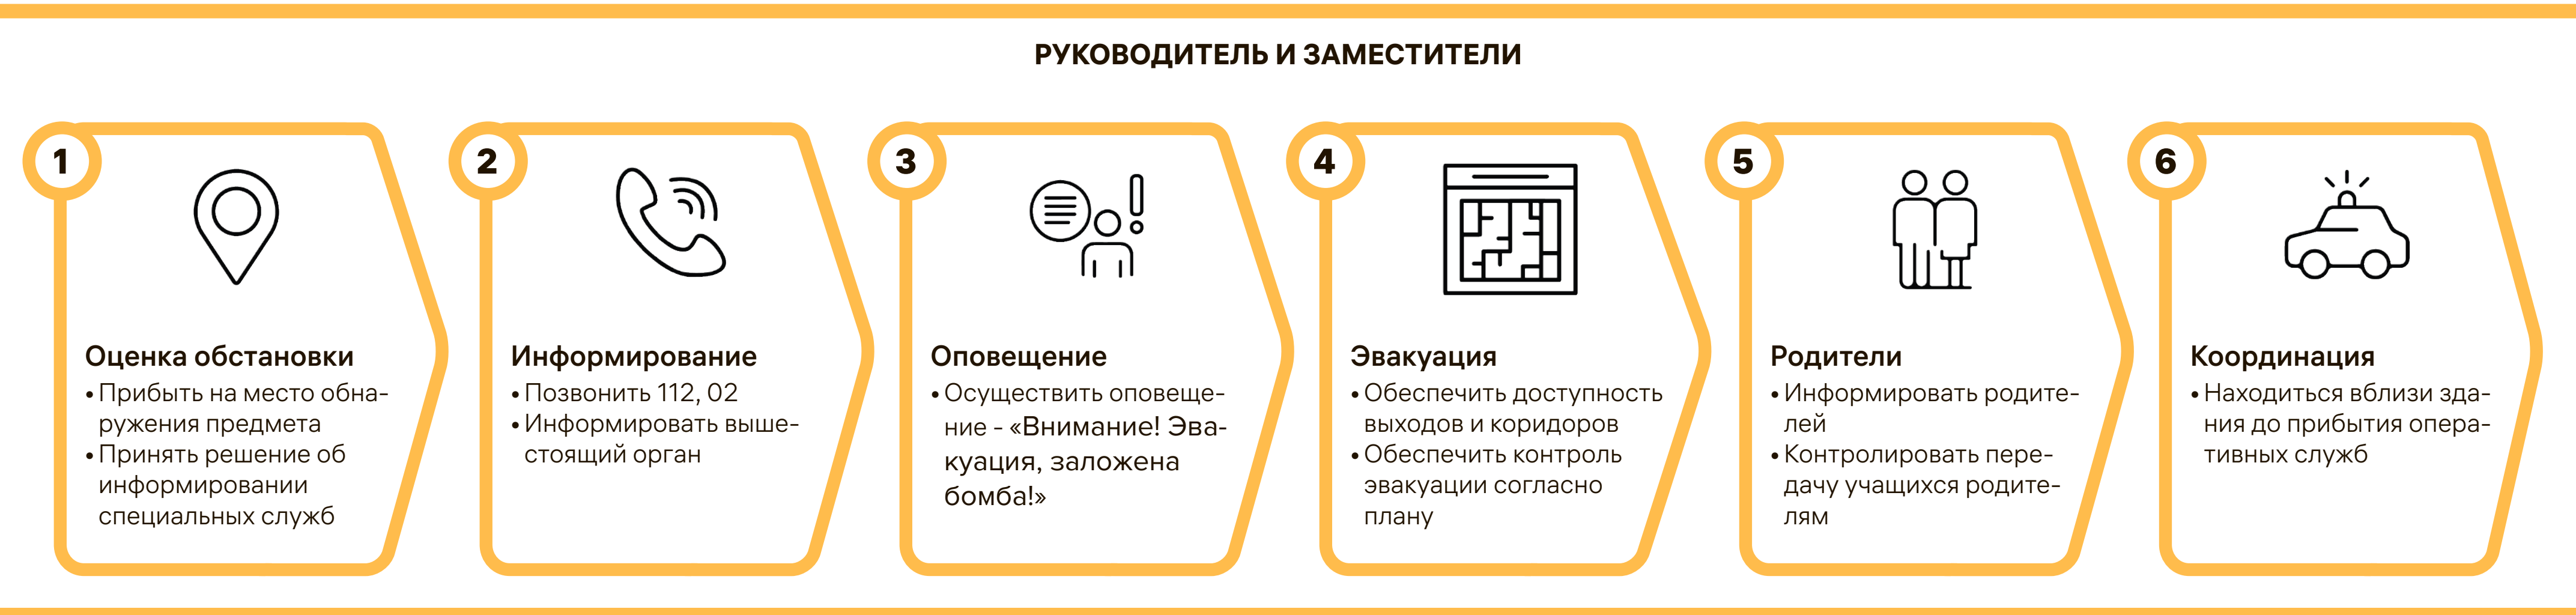 РУКОВОДИТЕЛЬ И ЗАМЕСТИТЕЛИ
1
Оценка обстановки
• Прибыть на место обна-
ружения предмета
• Принять решение об
информировании
специальных служб
2
Информирование
• Позвонить 112, 02
• Информировать выше-
стоящий орган
3
Оповещение
• Осуществить оповеще-
ние - «Внимание! Эва-
куация, заложена
бомба!»
4
Эвакуация
• Обеспечить доступность
выходов и коридоров
• Обеспечить контроль
эвакуации согласно
плану
5
Родители
• Информировать родите-
лей
• Контролировать пере-
дачу учащихся родите-
лям
6
Координация
• Находиться вблизи зда-
ния до прибытия опера-
тивных служб